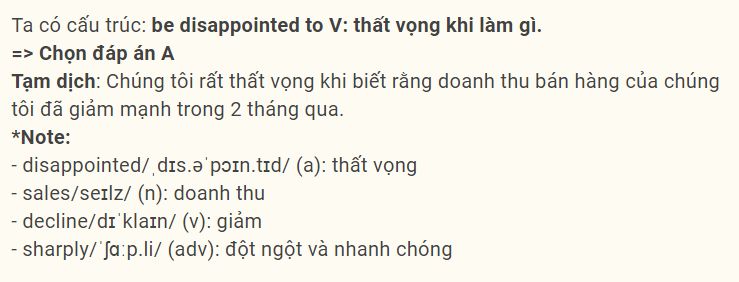 Ta có cấu trúc: be disappointed to V: thất vọng khi làm gì.
=> Chọn đáp án A
Tạm dịch: Chúng tôi rất thất vọng khi biết rằng doanh thu bán hàng của chúng
tôi đã giảm mạnh trong 2 tháng qua.
*Note:
- disappointed/ˌdɪs.əˈpɔɪn.tɪd/ (a): thất vọng
- sales/seɪlz/ (n): doanh thu
- decline/dɪˈklaɪn/ (v): giảm
- sharply/ˈʃɑːp.li/ (adv): đột ngột và nhanh chóng